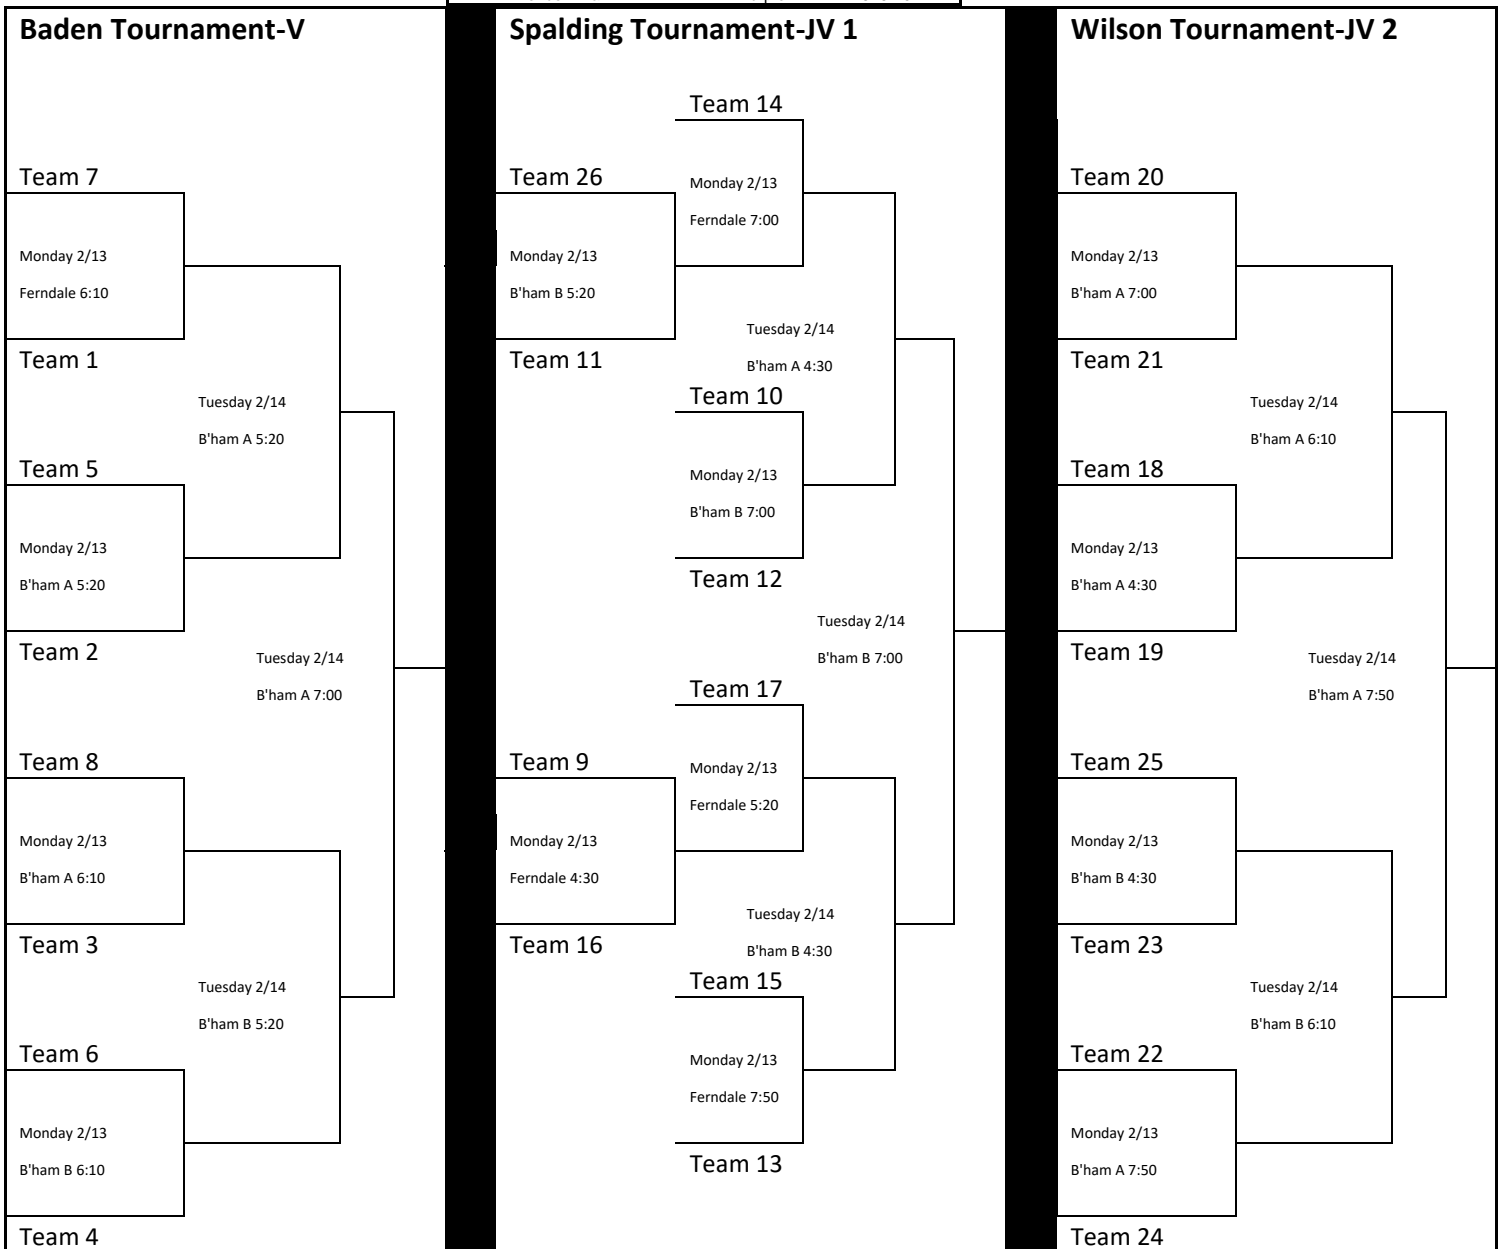 Baden Tournament-V
Team 7
Monday 2/13
Ferndale 6:10
Team 1
Tuesday 2/14
B'ham A 5:20
Team 5
Monday 2/13
B'ham A 5:20
Team 2
Tuesday 2/14
B'ham A 7:00
Team 8
Monday 2/13
B'ham A 6:10
Team 3
Tuesday 2/14
B'ham B 5:20
Team 6
Monday 2/13
B'ham B 6:10
Team 4
Spalding Tournament-JV 1
Team 14
Team 26
Monday 2/13
Ferndale 7:00
Monday 2/13
B'ham B 5:20
Tuesday 2/14
Team 11
B'ham A 4:30
Team 10
Monday 2/13
B'ham B 7:00
Team 12
Tuesday 2/14
B'ham B 7:00
Team 17
Team 9
Monday 2/13
Ferndale 5:20
Monday 2/13
Ferndale 4:30
Tuesday 2/14
Team 16
B'ham B 4:30
Team 15
Monday 2/13
Ferndale 7:50
Team 13
Wilson Tournament-JV 2
Team 20
Monday 2/13
B'ham A 7:00
Team 21
Tuesday 2/14
B'ham A 6:10
Team 18
Monday 2/13
B'ham A 4:30
Team 19
Tuesday 2/14
B'ham A 7:50
Team 25
Monday 2/13
B'ham B 4:30
Team 23
Tuesday 2/14
B'ham B 6:10
Team 22
Monday 2/13
B'ham A 7:50
Team 24